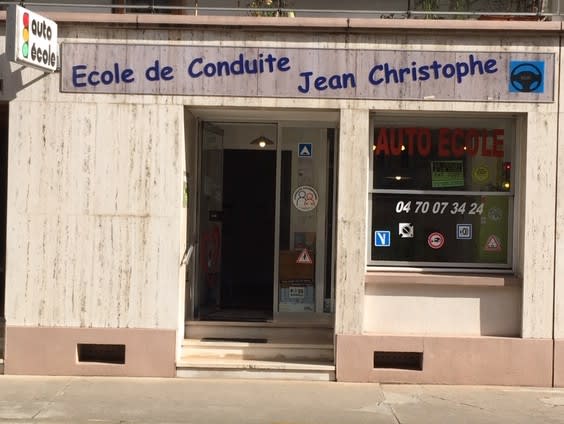 auto
école
Ecole de Conduite Jean Christophe
AUTO ECOLE
04 70 07 34 24